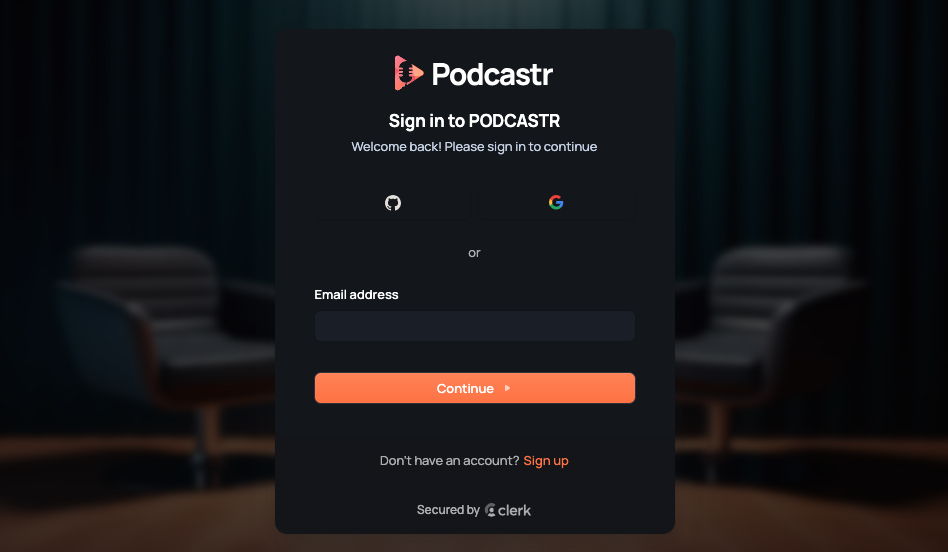 Podcastr
Sign in to PODCASTR
Welcome back! Please sign in to continue
or
Email address
Continue
Don't have an account? Sign up
Secured by clerk